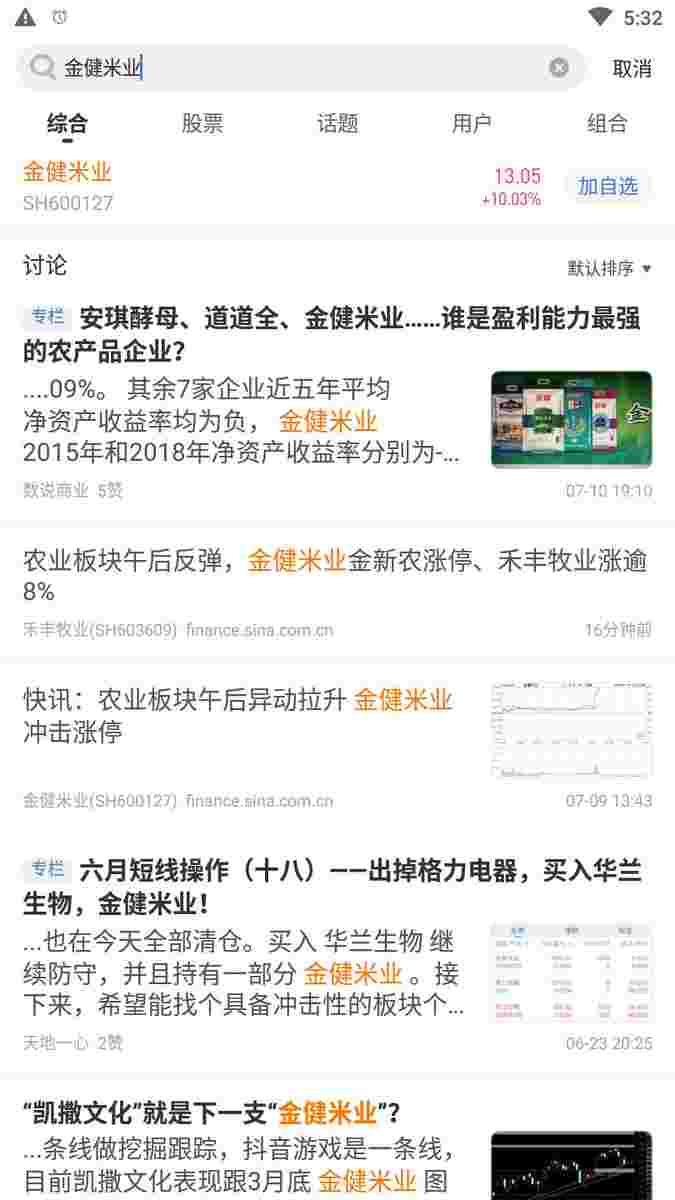 5:32
金健米业
取消
综合
股票
话题
用户
组合
金健米业
13.05
加自选
SH600127
+10.03%
讨论
默认排序 ▼
专栏 安琪酵母、道道全、金健米业……谁是盈利能力最强
的农产品企业？
....09%。 其余7家企业近五年平均
净资产收益率均为负， 金健米业
2015年和2018年净资产收益率分别为-...
数说商业 5赞
07-10 19:10
农业板块午后反弹，金健米业金新农涨停、禾丰牧业涨逾
8%
禾丰牧业(SH603609) finance.sina.com.cn
16分钟前
快讯：农业板块午后异动拉升 金健米业
冲击涨停
金健米业(SH600127) finance.sina.com.cn
07-09 13:43
专栏 六月短线操作（十八）——出掉格力电器，买入华兰
生物，金健米业！
...也在今天全部清仓。买入 华兰生物 继
续防守，并且持有一部分 金健米业 。接
下来，希望能找个具备冲击性的板块个...
天地一心 2赞
06-23 20:25
“凯撒文化”就是下一支“金健米业”？
...条线做挖掘跟踪，抖音游戏是一条线，
目前凯撒文化表现跟3月底 金健米业 图